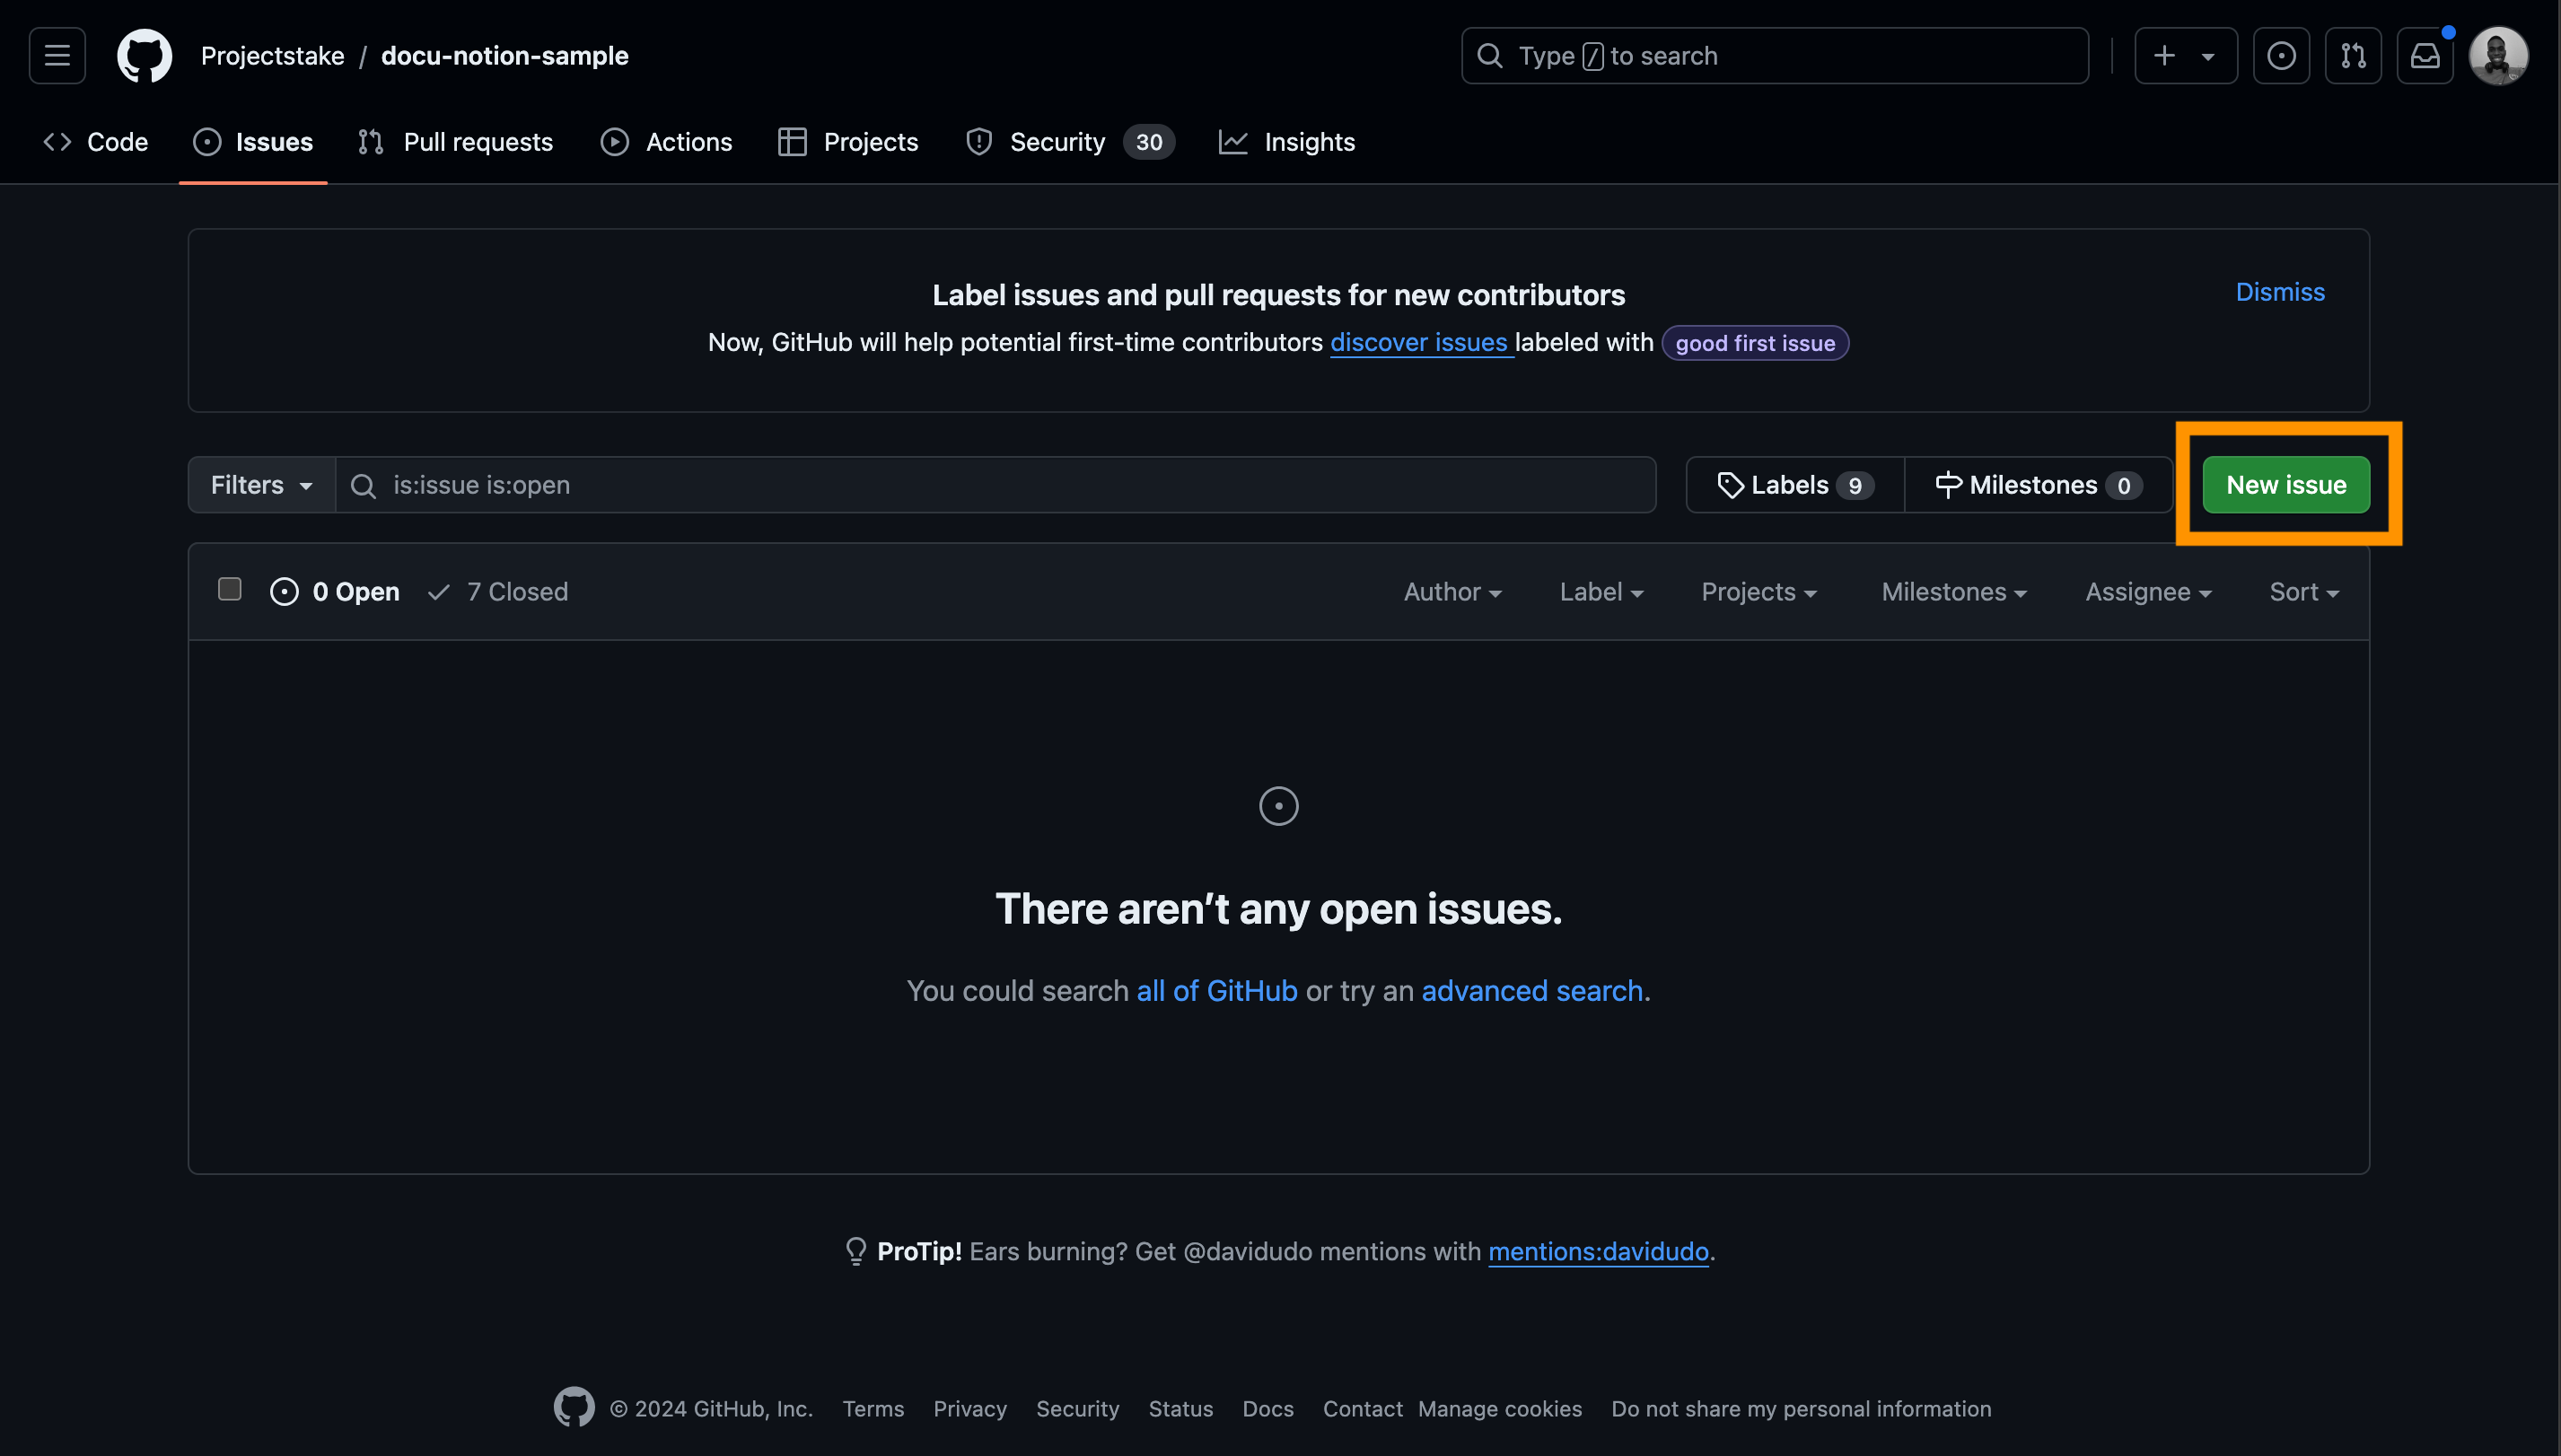 Projectstake / docu-notion-sample
Type / to search
Code Issues Pull requests Actions Projects Security 30 Insights
Label issues and pull requests for new contributors
Dismiss
Now, GitHub will help potential first-time contributors discover issues labeled with good first issue
Filters is:issue is:open Labels 9 Milestones 0 New issue
0 Open 7 Closed Author Label Projects Milestones Assignee Sort
There aren’t any open issues.
You could search all of GitHub or try an advanced search.
ProTip! Ears burning? Get @davidudo mentions with mentions:davidudo.
© 2024 GitHub, Inc. Terms Privacy Security Status Docs Contact Manage cookies Do not share my personal information